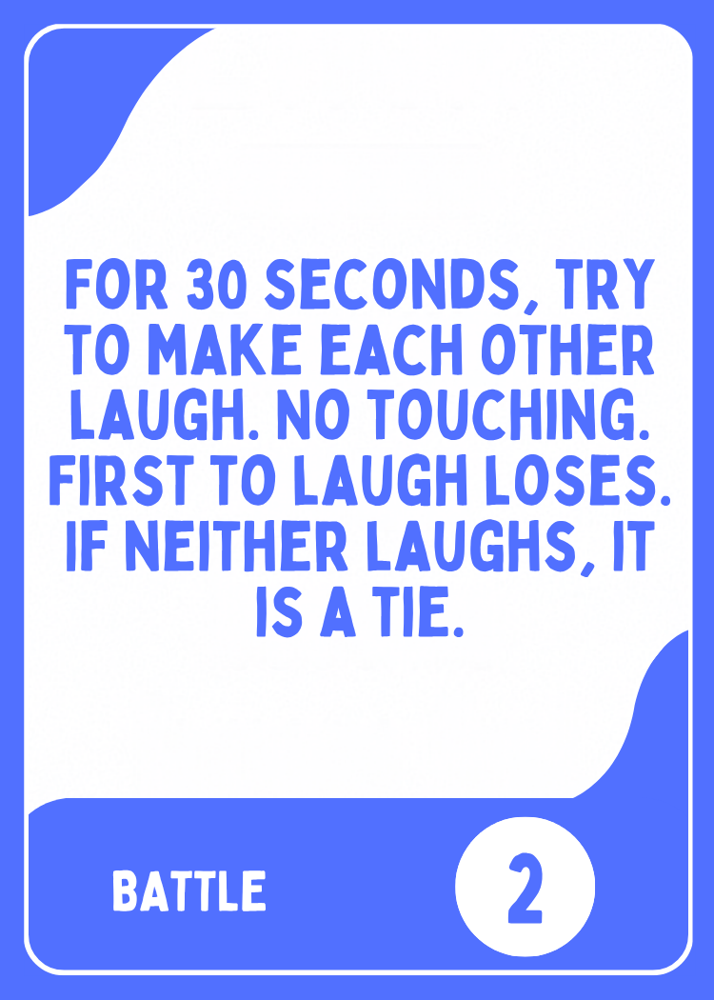 FOR 30 SECONDS, TRY
TO MAKE EACH OTHER
LAUGH. NO TOUCHING.
FIRST TO LAUGH LOSES.
IF NEITHER LAUGHS, IT
IS A TIE.
BATTLE
2